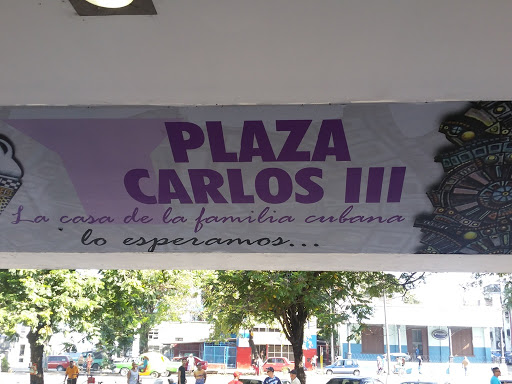 PLAZA
CARLOS III
La casa de la familia cubana
lo esperamos...